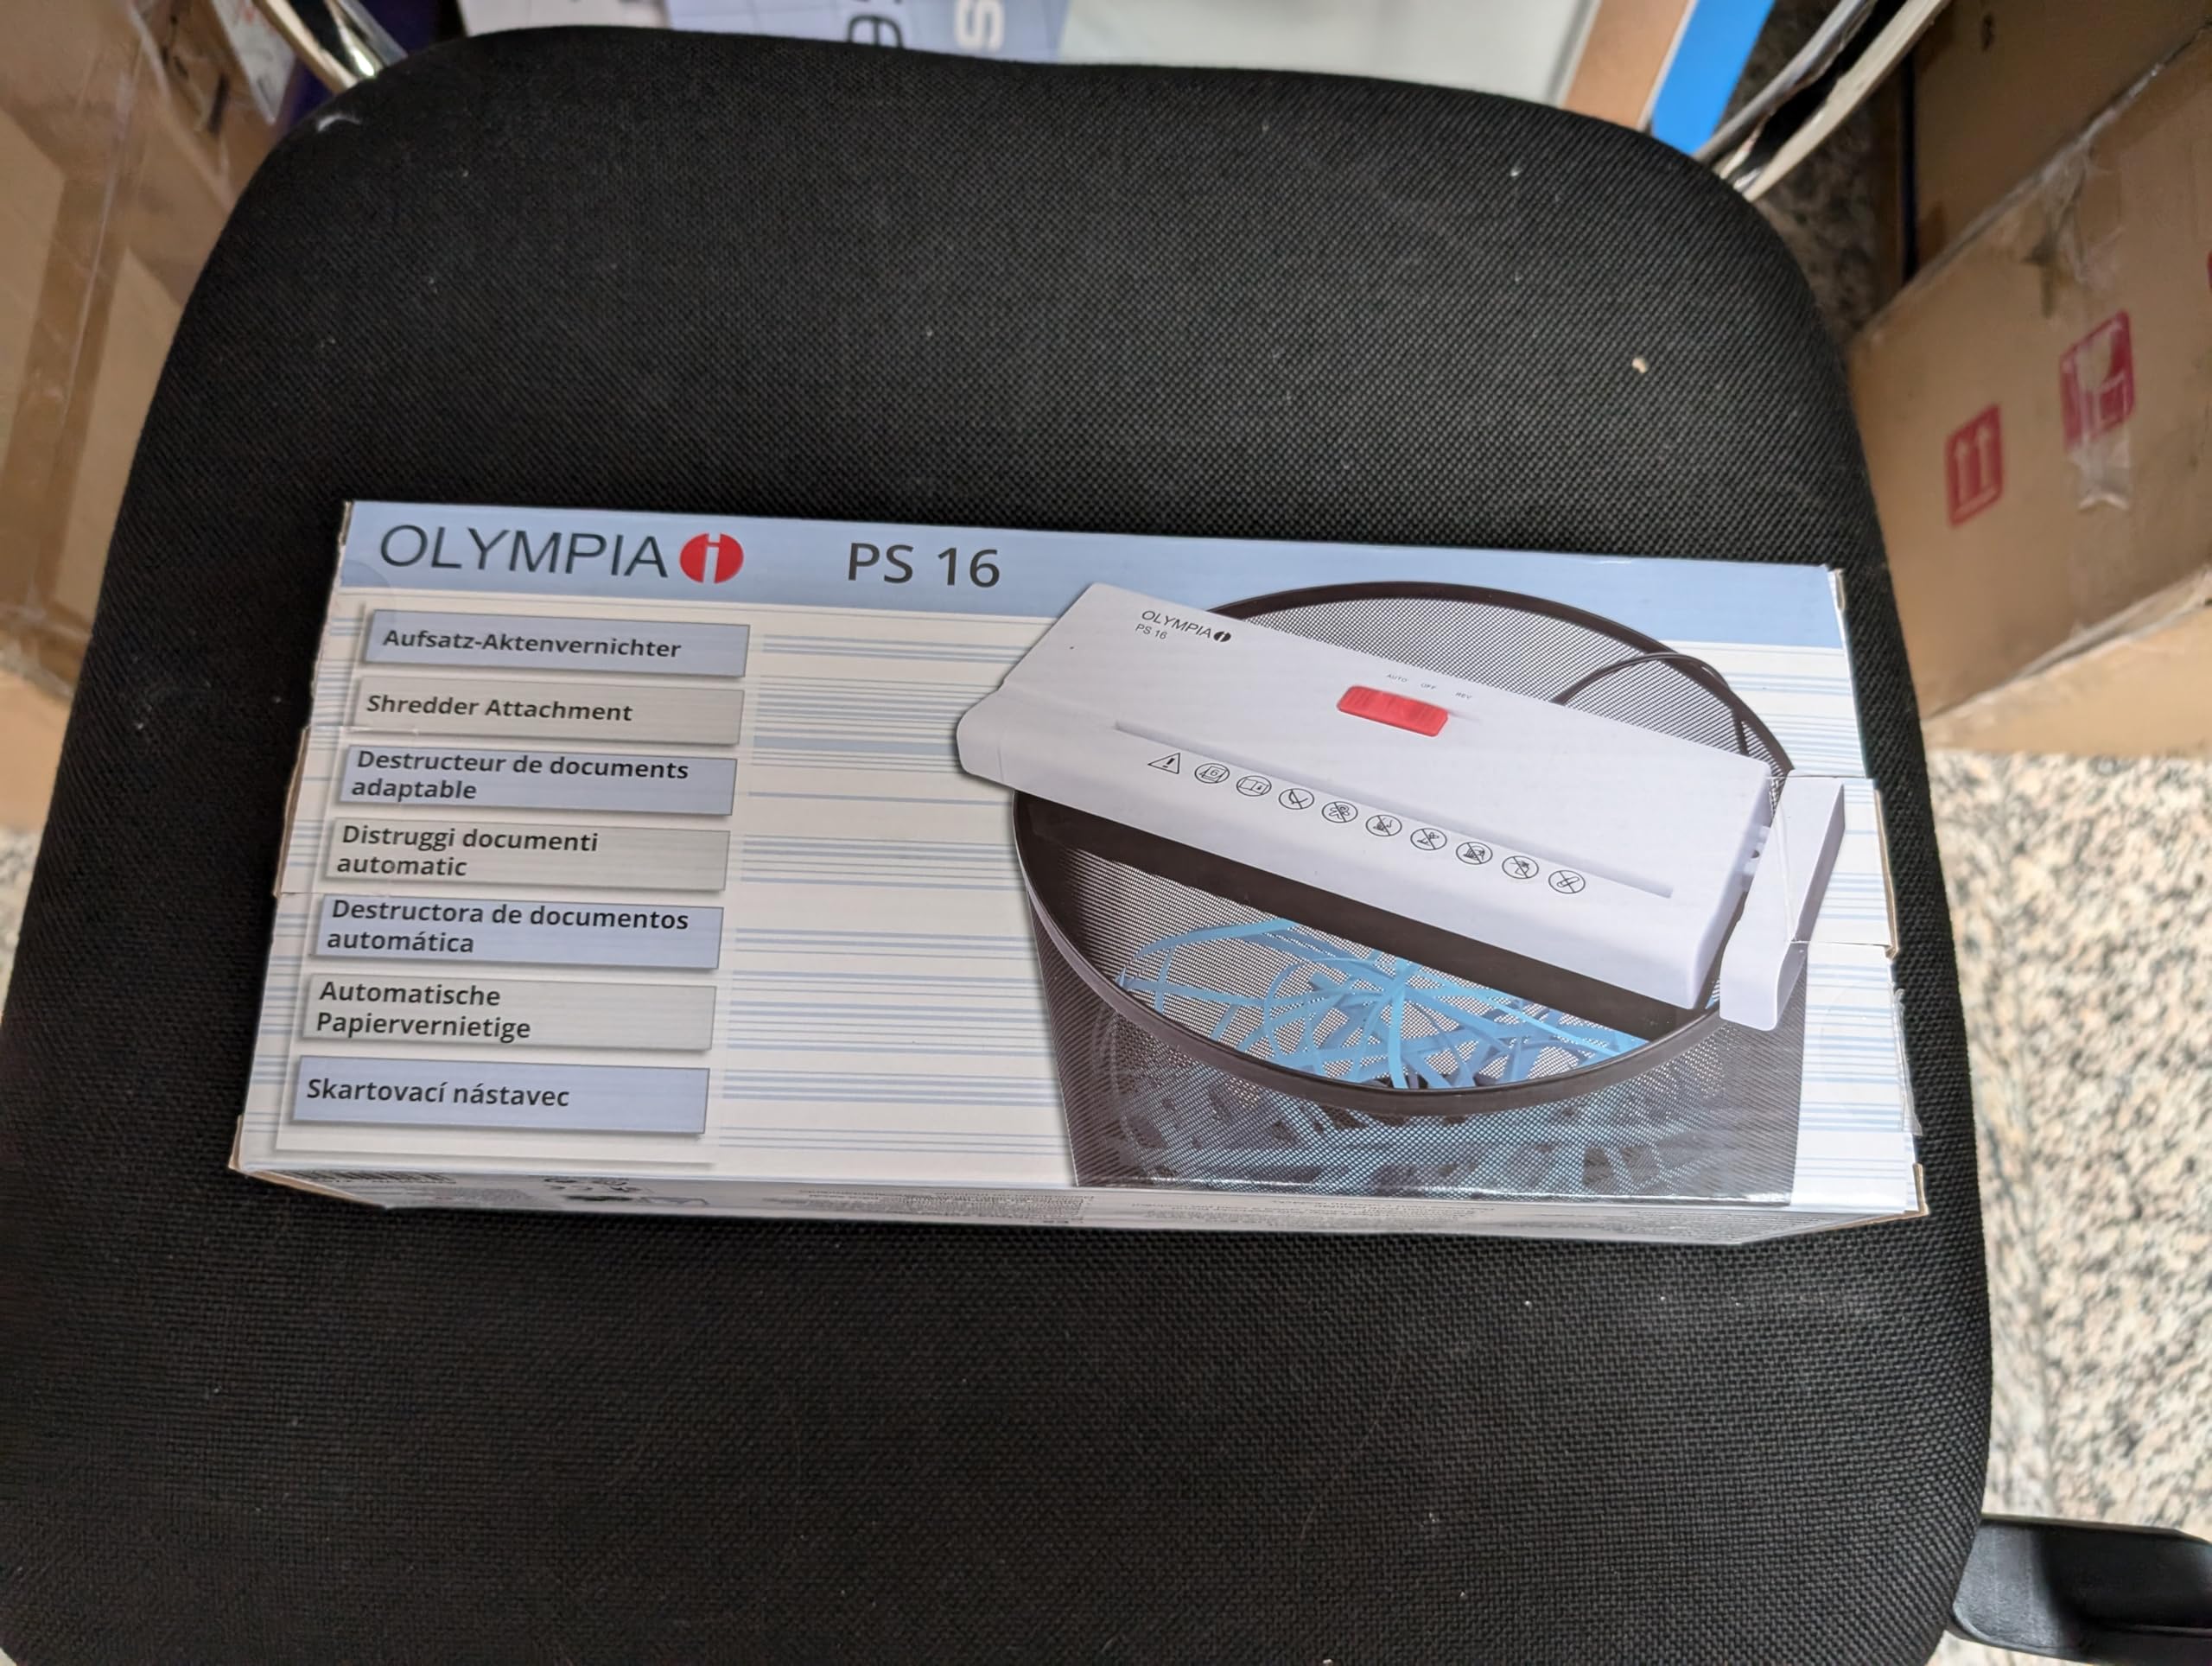 OLYMPIA PS 16
Aufsatz-Aktenvernichter
Shredder Attachment
Destructeur de documents
adaptable
Distruggi documenti
automatic
Destructora de documentos
automática
Automatische
Papiervernietige
Skartovací nástavec
OLYMPIA
PS 16
AUTO OFF REV